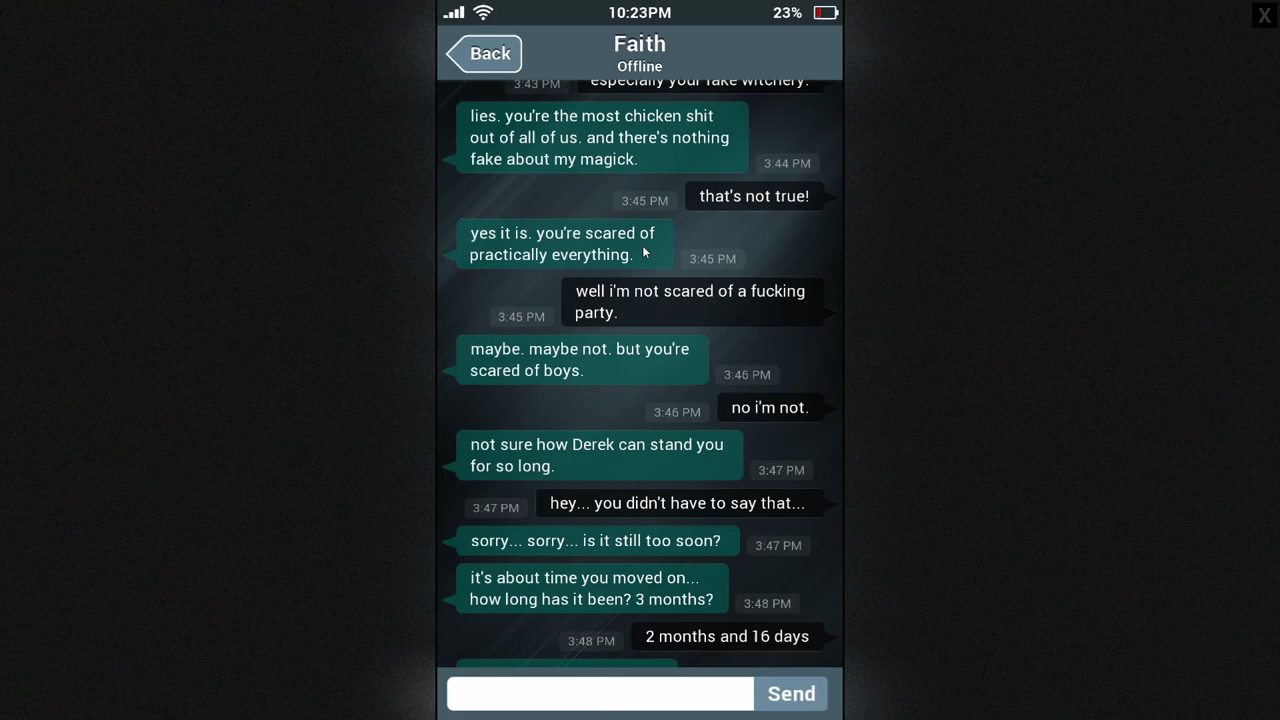 10:23PM
23%
X
Back
Faith
Offline
especially your fake witchery.
3:43 PM
lies. you're the most chicken shit
out of all of us. and there's nothing
fake about my magick.
3:44 PM
that's not true!
3:45 PM
yes it is. you're scared of
practically everything.
3:45 PM
well i'm not scared of a fucking
party.
3:45 PM
maybe. maybe not. but you're
scared of boys.
3:46 PM
no i'm not.
3:46 PM
not sure how Derek can stand you
for so long.
3:47 PM
hey... you didn't have to say that...
3:47 PM
sorry... sorry... is it still too soon?
3:47 PM
it's about time you moved on...
how long has it been? 3 months?
3:48 PM
2 months and 16 days
3:48 PM
Send